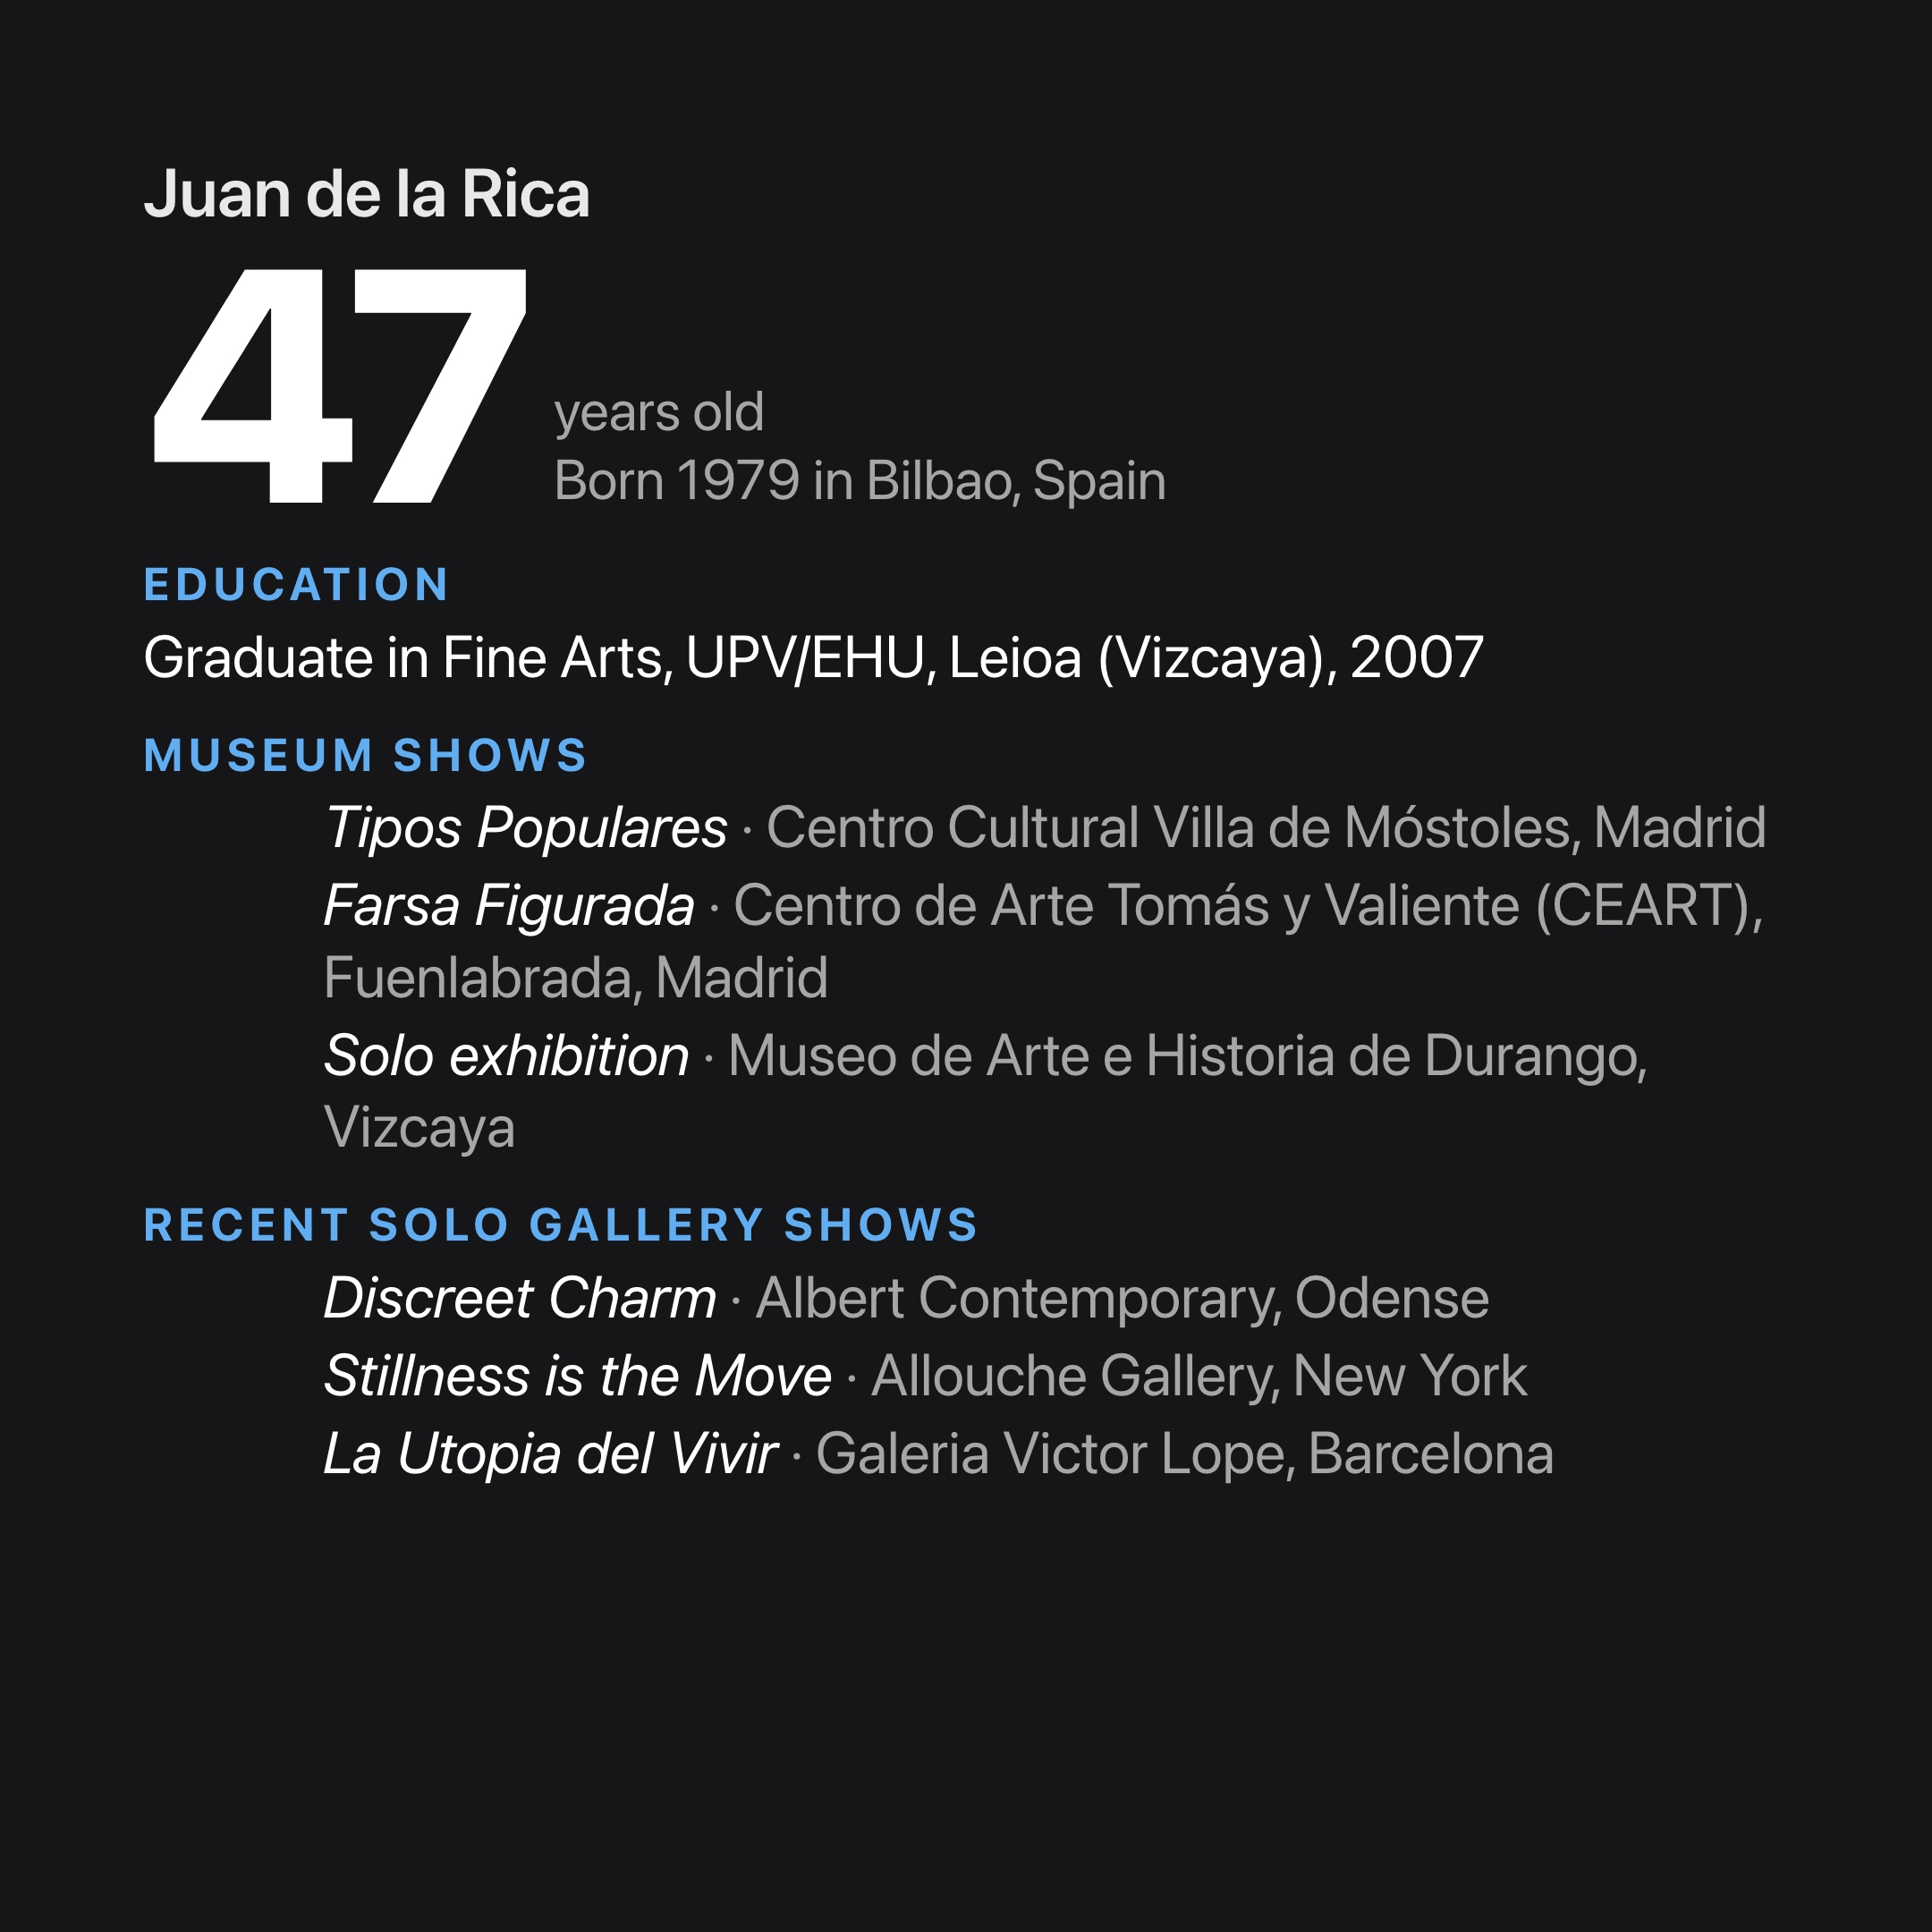 Juan de la Rica
47
years old
Born 1979 in Bilbao, Spain
EDUCATION
Graduate in Fine Arts, UPV/EHU, Leioa (Vizcaya), 2007
MUSEUM SHOWS
Tipos Populares · Centro Cultural Villa de Móstoles, Madrid
Farsa Figurada · Centro de Arte Tomás y Valiente (CEART),
Fuenlabrada, Madrid
Solo exhibition · Museo de Arte e Historia de Durango,
Vizcaya
RECENT SOLO GALLERY SHOWS
Discreet Charm · Albert Contemporary, Odense
Stillness is the Move · Allouche Gallery, New York
La Utopia del Vivir · Galeria Victor Lope, Barcelona